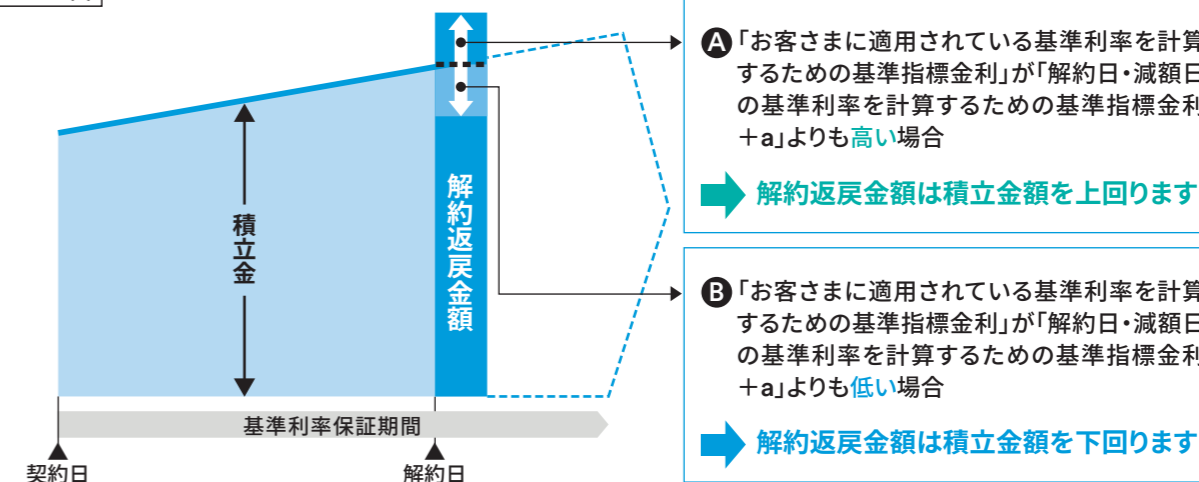 積立金
解約返戻金額
基準利率保証期間
契約日
解約日
A「お客さまに適用されている基準利率を計算
するための基準指標金利」が「解約日・減額日
の基準利率を計算するための基準指標金利
+a」よりも高い場合
解約返戻金額は積立金額を上回ります
B「お客さまに適用されている基準利率を計算
するための基準指標金利」が「解約日・減額日
の基準利率を計算するための基準指標金利
+a」よりも低い場合
解約返戻金額は積立金額を下回ります